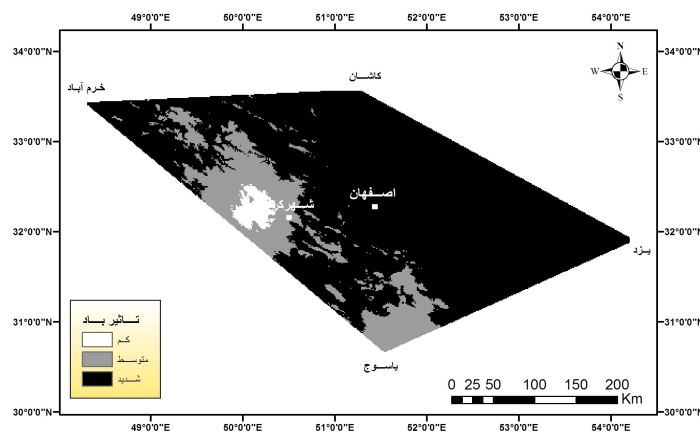 49°0'0"E 50°0'0"E 51°0'0"E 52°0'0"E 53°0'0"E 54°0'0"E
34°0'0"N 34°0'0"N
N
W E
S
کاشان
خرم آباد
33°0'0"N 33°0'0"N
اصفهان
شهرکرد
32°0'0"N 32°0'0"N
یزد
31°0'0"N 31°0'0"N
تاثیر باد
کم
متوسط
شدید
یاسوج
0 25 50 100 150 200
Km
30°0'0"N 30°0'0"N
49°0'0"E 50°0'0"E 51°0'0"E 52°0'0"E 53°0'0"E 54°0'0"E